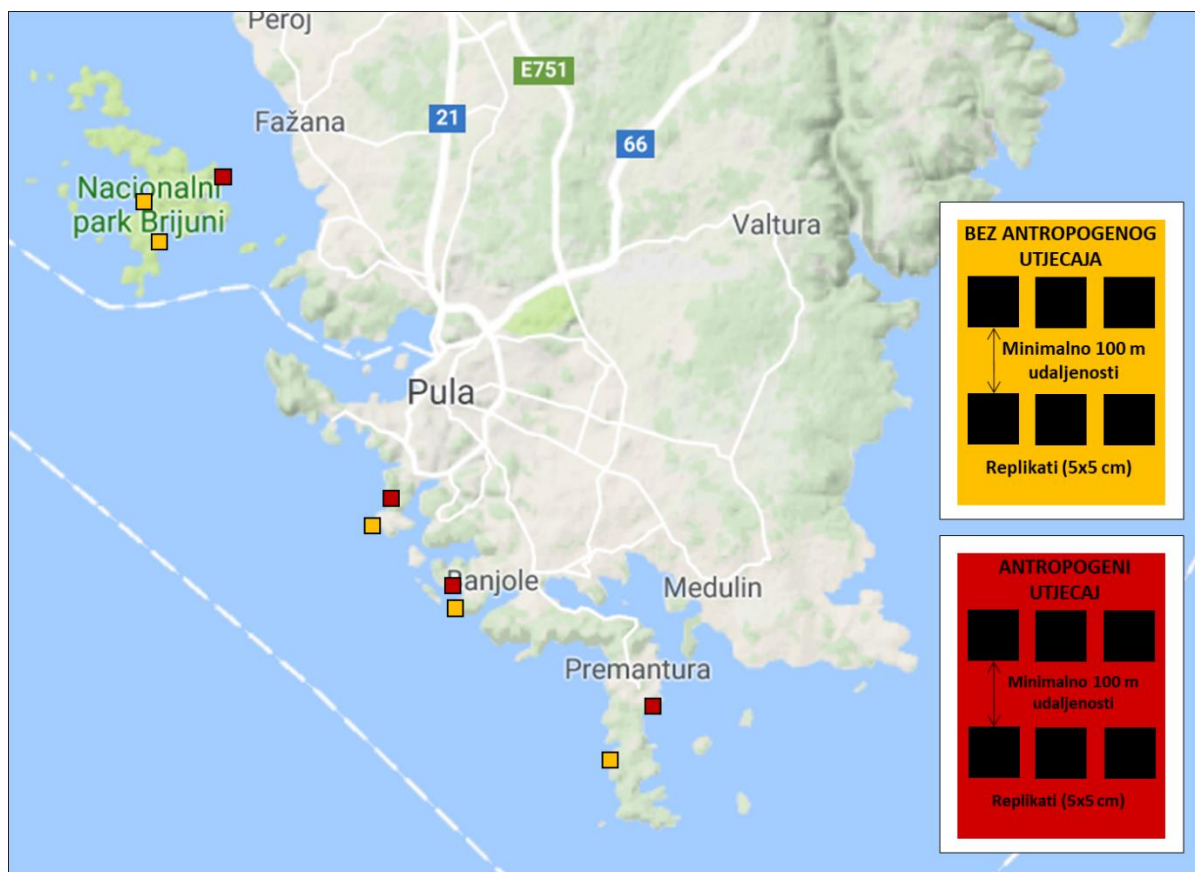 Peroj
E751
Fažana
21
66
Nacionalni
park Brijuni
Valtura
Pula
Banjole
Medulin
Premantura
BEZ ANTROPOGENOG
UTJECAJA
Minimalno 100 m
udaljenosti
Replikati (5x5 cm)
ANTROPOGENI
UTJECAJ
Minimalno 100 m
udaljenosti
Replikati (5x5 cm)